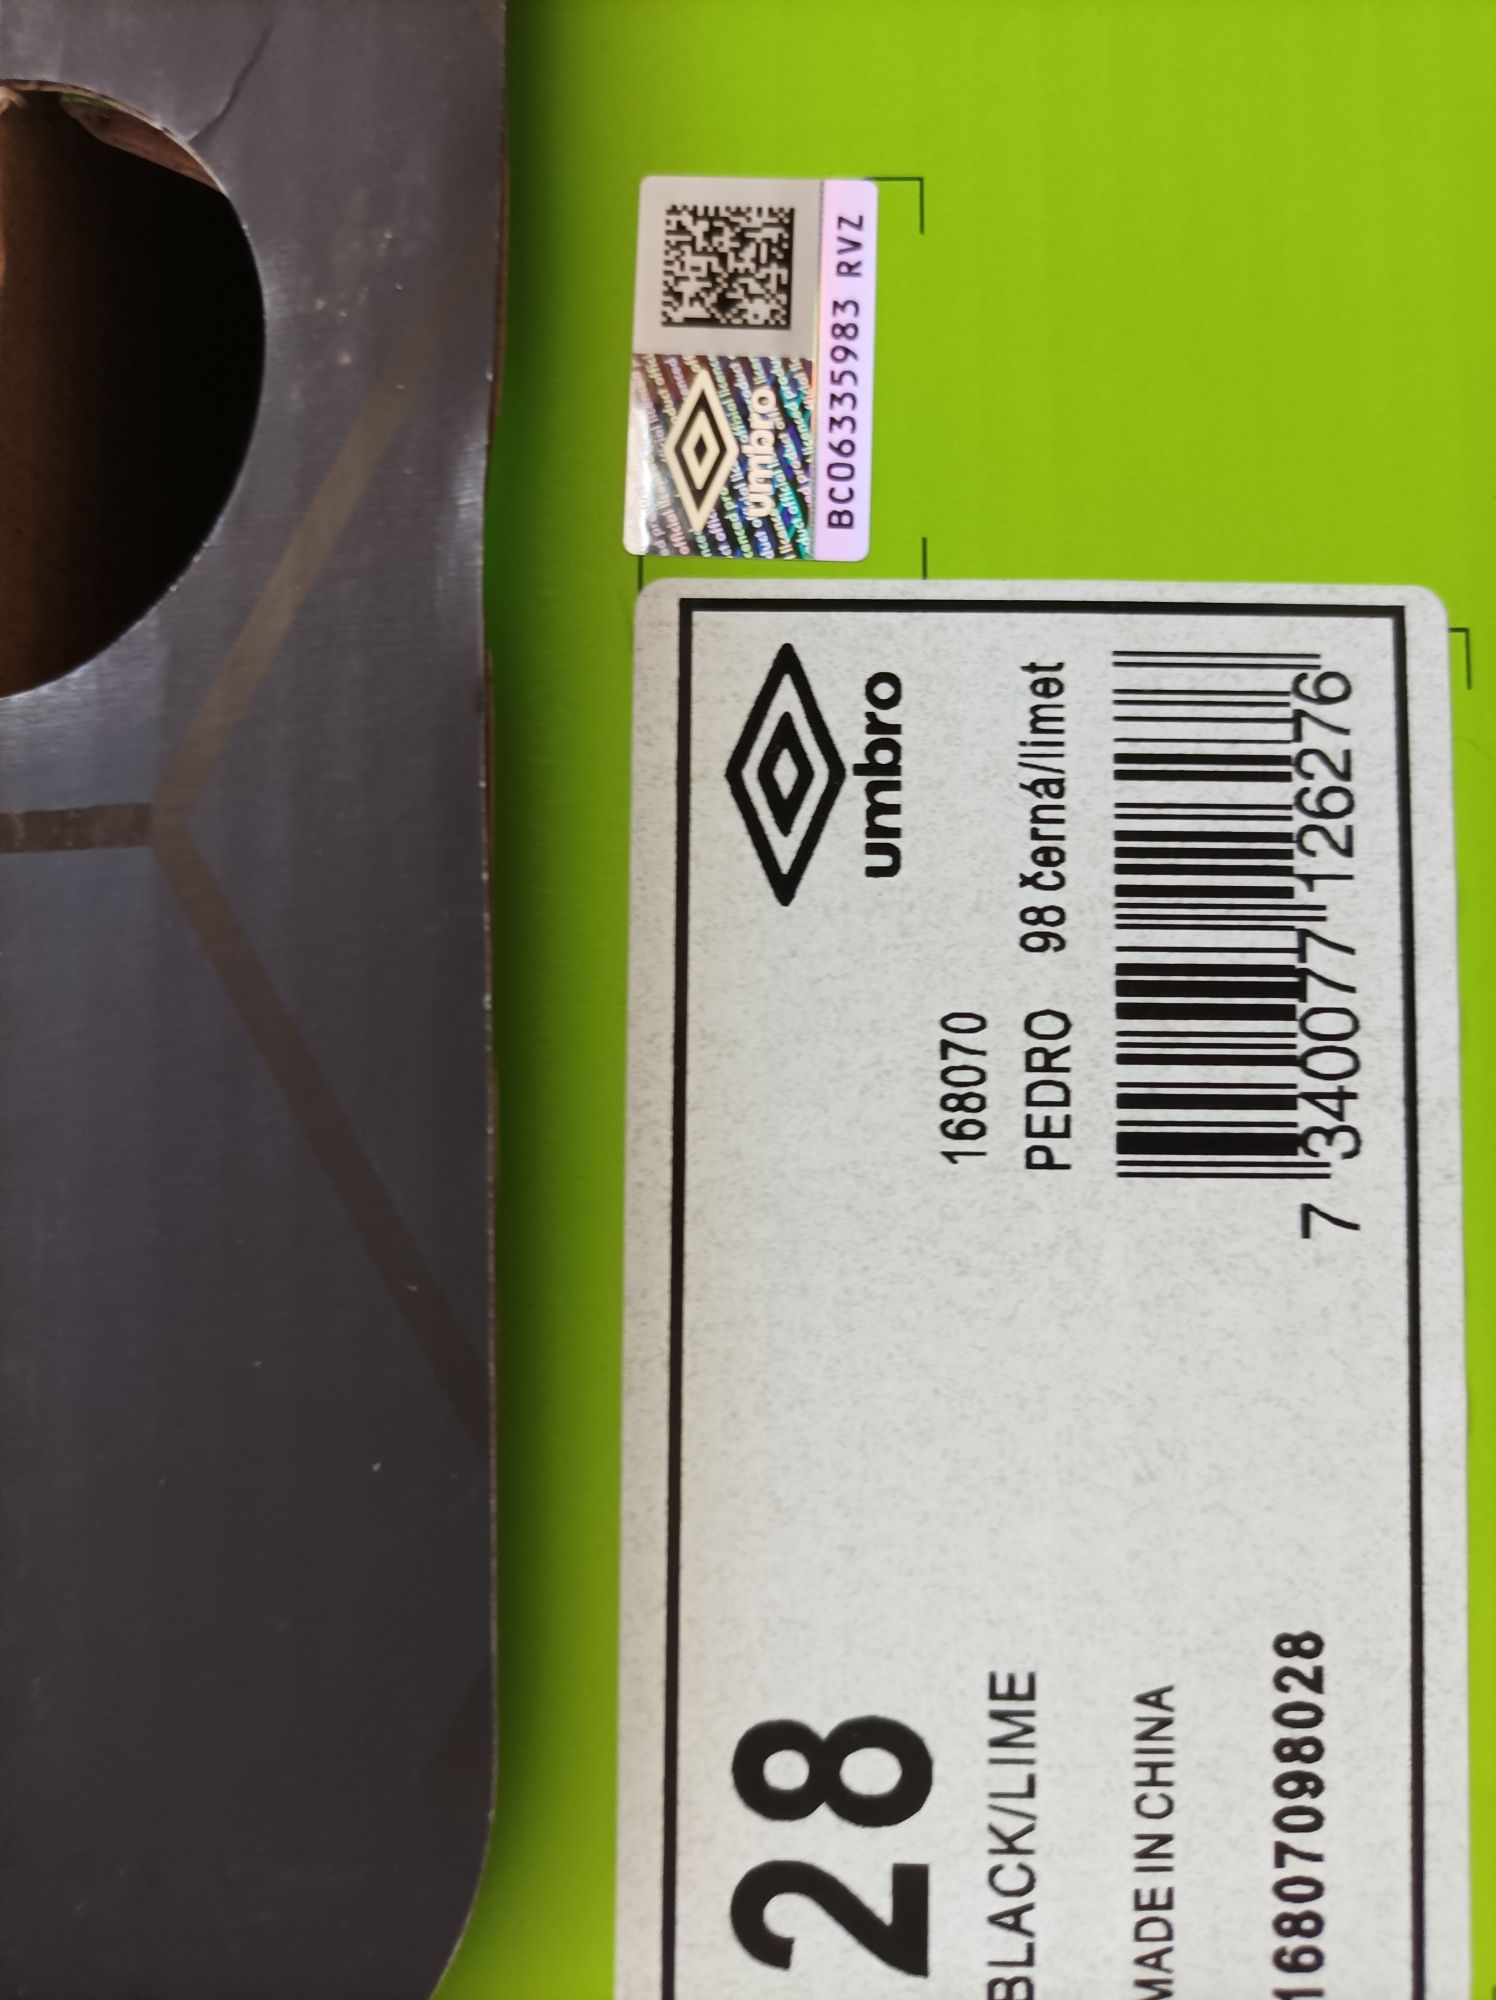 BC06335983 RVZ
umbro
umbro
168070
PEDRO 98 černá/limet
7 340077 126276
28
BLACK/LIME
MADE IN CHINA
16807098028